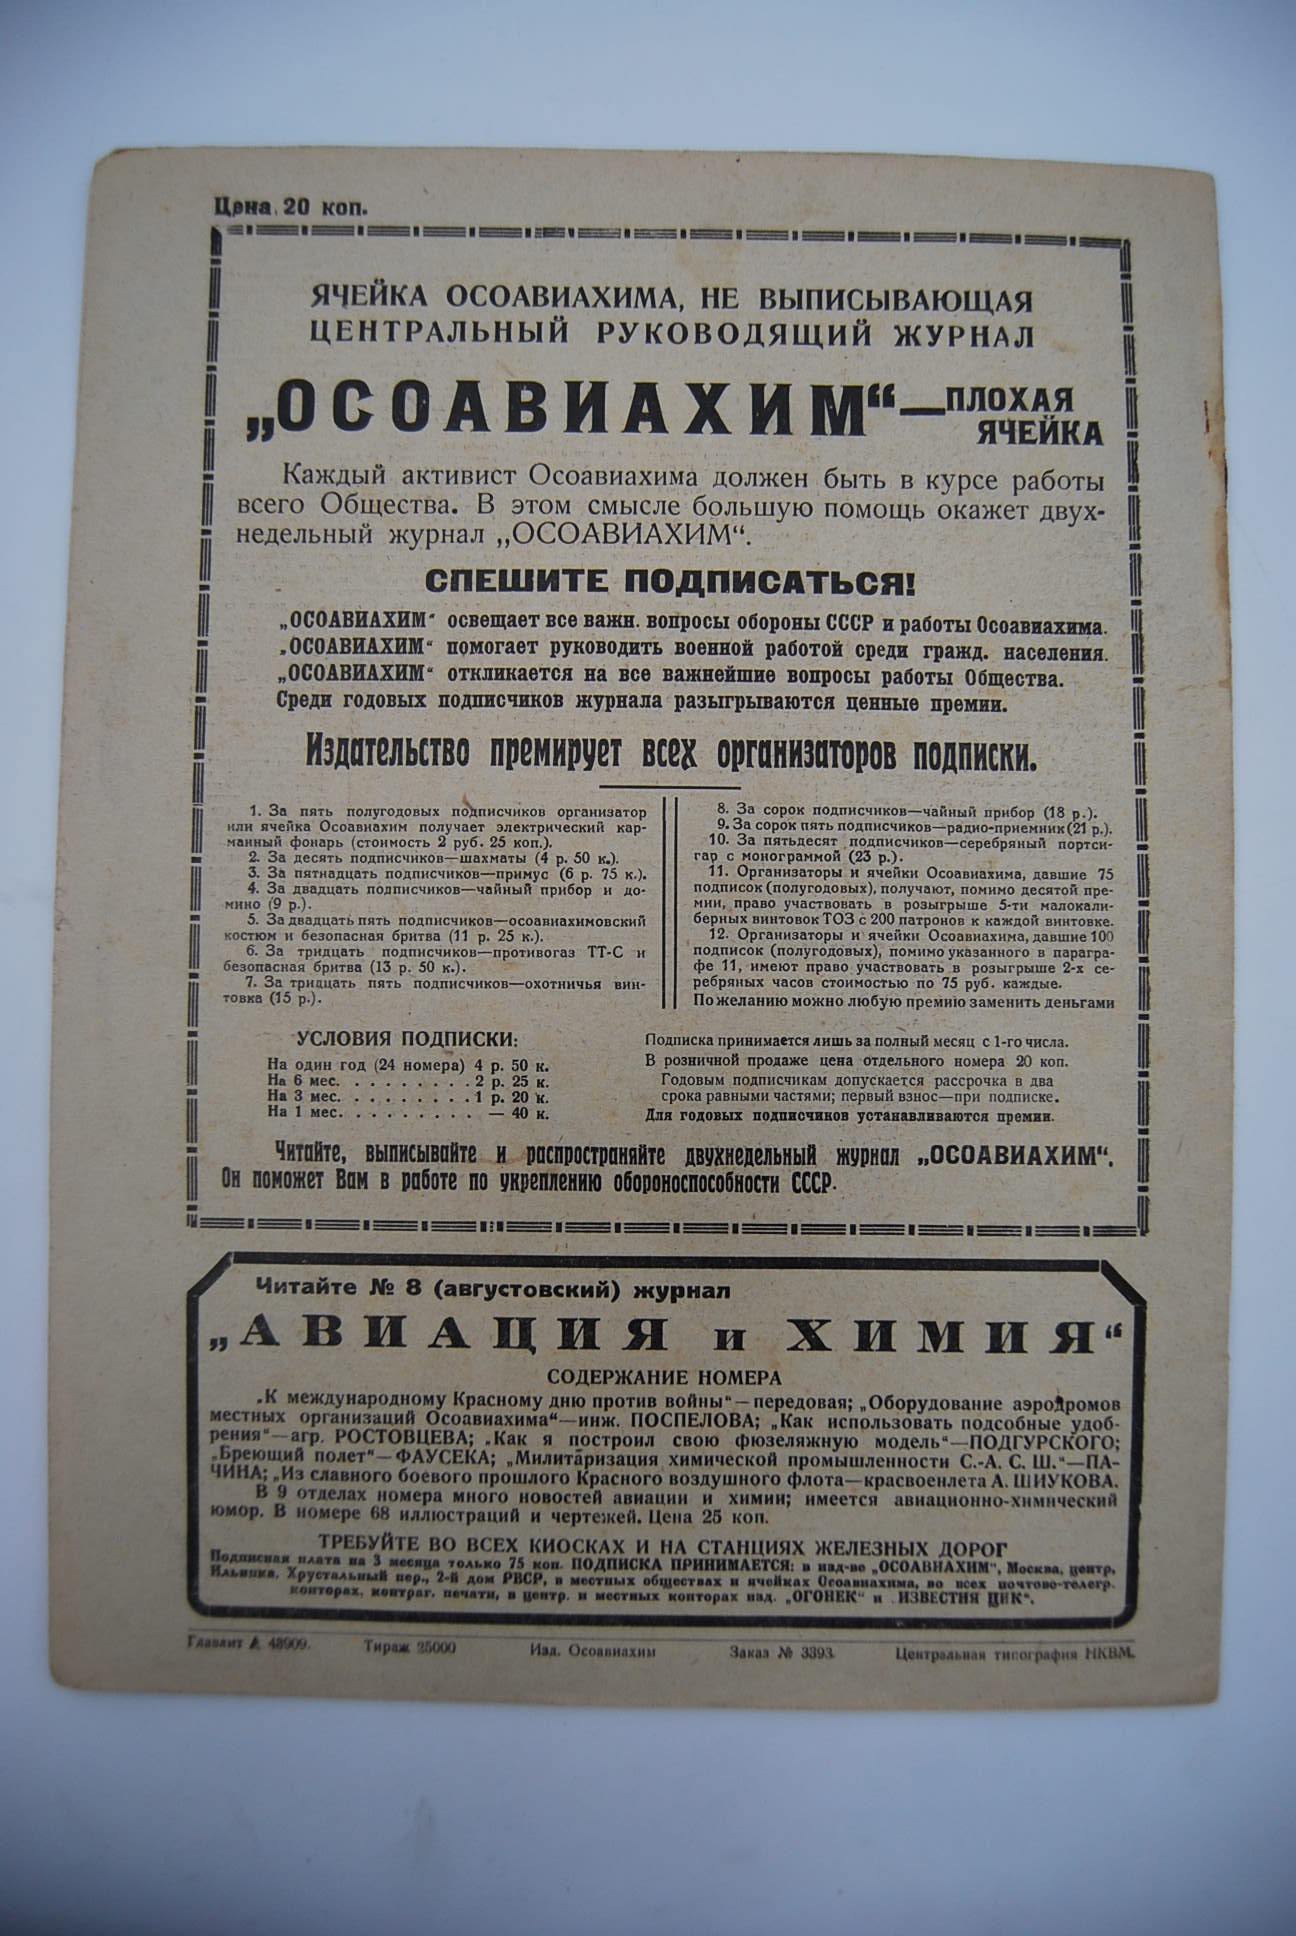 Цена 20 коп.
ЯЧЕЙКА ОСОАВИАХИМА, НЕ ВЫПИСЫВАЮЩАЯ
ЦЕНТРАЛЬНЫЙ РУКОВОДЯЩИЙ ЖУРНАЛ
„ОСОАВИАХИМ“—ПЛОХАЯ
ЯЧЕЙКА
Каждый активист Осоавиахима должен быть в курсе работы
всего Общества. В этом смысле большую помощь окажет двух-
недельный журнал „ОСОАВИАХИМ“.
СПЕШИТЕ ПОДПИСАТЬСЯ!
„ОСОАВИАХИМ“ освещает все важн. вопросы обороны СССР и работы Осоавиахима.
„ОСОАВИАХИМ“ помогает руководить военной работой среди гражд. населения.
„ОСОАВИАХИМ“ откликается на все важнейшие вопросы работы Общества.
Среди годовых подписчиков журнала разыгрываются ценные премии.
Издательство премирует всех организаторов подписки.
1. За пять полугодовых подписчиков организатор
или ячейка Осоавиахим получает электрический кар-
манный фонарь (стоимость 2 руб. 25 коп.).
2. За десять подписчиков—шахматы (4 р. 50 к.).
3. За пятнадцать подписчиков—примус (6 р. 75 к.).
4. За двадцать подписчиков—чайный прибор и до-
мино (9 р.).
5. За двадцать пять подписчиков—осоавиахимовский
костюм и безопасная бритва (11 р. 25 к.).
6. За тридцать подписчиков—противогаз ТТ-С и
безопасная бритва (13 р. 50 к.).
7. За тридцать пять подписчиков—охотничья вин-
товка (15 р.).
8. За сорок подписчиков—чайный прибор (18 р.).
9. За сорок пять подписчиков—радио-приемник (21 р.).
10. За пятьдесят подписчиков—серебряный портси-
гар с монограммой (23 р.).
11. Организаторы и ячейки Осоавиахима, давшие 75
подписок (полугодовых), получают, помимо десятой пре-
мии, право участвовать в розыгрыше 5-ти малокали-
берных винтовок ТОЗ с 200 патронов к каждой винтовке.
12. Организаторы и ячейки Осоавиахима, давшие 100
подписок (полугодовых), помимо указанного в парагра-
фе 11, имеют право участвовать в розыгрыше 2-х се-
ребряных часов стоимостью по 75 руб. каждые.
По желанию можно любую премию заменить деньгами
УСЛОВИЯ ПОДПИСКИ:
На один год (24 номера) 4 р. 50 к.
На 6 мес. . . . . . . . . 2 р. 25 к.
На 3 мес. . . . . . . . . 1 р. 20 к.
На 1 мес. . . . . . . . . — 40 к.
Подписка принимается лишь за полный месяц с 1-го числа.
В розничной продаже цена отдельного номера 20 коп.
Годовым подписчикам допускается рассрочка в два
срока равными частями; первый взнос—при подписке.
Для годовых подписчиков устанавливаются премии.
Читайте, выписывайте и распространяйте двухнедельный журнал „ОСОАВИАХИМ“.
Он поможет Вам в работе по укреплению обороноспособности СССР.
Читайте № 8 (августовский) журнал
„АВИАЦИЯ и ХИМИЯ“
СОДЕРЖАНИЕ НОМЕРА
„К международному Красному дню против войны“—передовая; „Оборудование аэродромов
местных организаций Осоавиахима“—инж. ПОСПЕЛОВА; „Как использовать подсобные удоб-
рения“—агр. РОСТОВЦЕВА; „Как я построил свою фюзеляжную модель“—ПОДГУРСКОГО;
„Бреющий полет“—ФАУСЕКА; „Милитаризация химической промышленности С.-А. С. Ш.“—ПА-
ЧИНА; „Из славного боевого прошлого Красного воздушного флота—красвоенлета А. ШИУКОВА.
В 9 отделах номера много новостей авиации и химии; имеется авиационно-химический
юмор. В номере 68 иллюстраций и чертежей. Цена 25 коп.
ТРЕБУЙТЕ ВО ВСЕХ КИОСКАХ И НА СТАНЦИЯХ ЖЕЛЕЗНЫХ ДОРОГ
Подписная плата на 3 месяца только 75 коп. ПОДПИСКА ПРИНИМАЕТСЯ: в изд-во „ОСОАВИАХИМ“, Москва, центр,
Ильинка, Хрустальный пер., 2-й дом РВСР, в местных обществах и ячейках Осоавиахима, во всех почтово-телегр.
конторах, контраг. печати, в центр. и местных конторах изд. „ОГОНЕК“ и „ИЗВЕСТИЯ ЦИК“.
Главлит А 48909. Тираж 25000 Изд. Осоавиахим Заказ № 3393. Центральная типография НКВМ.